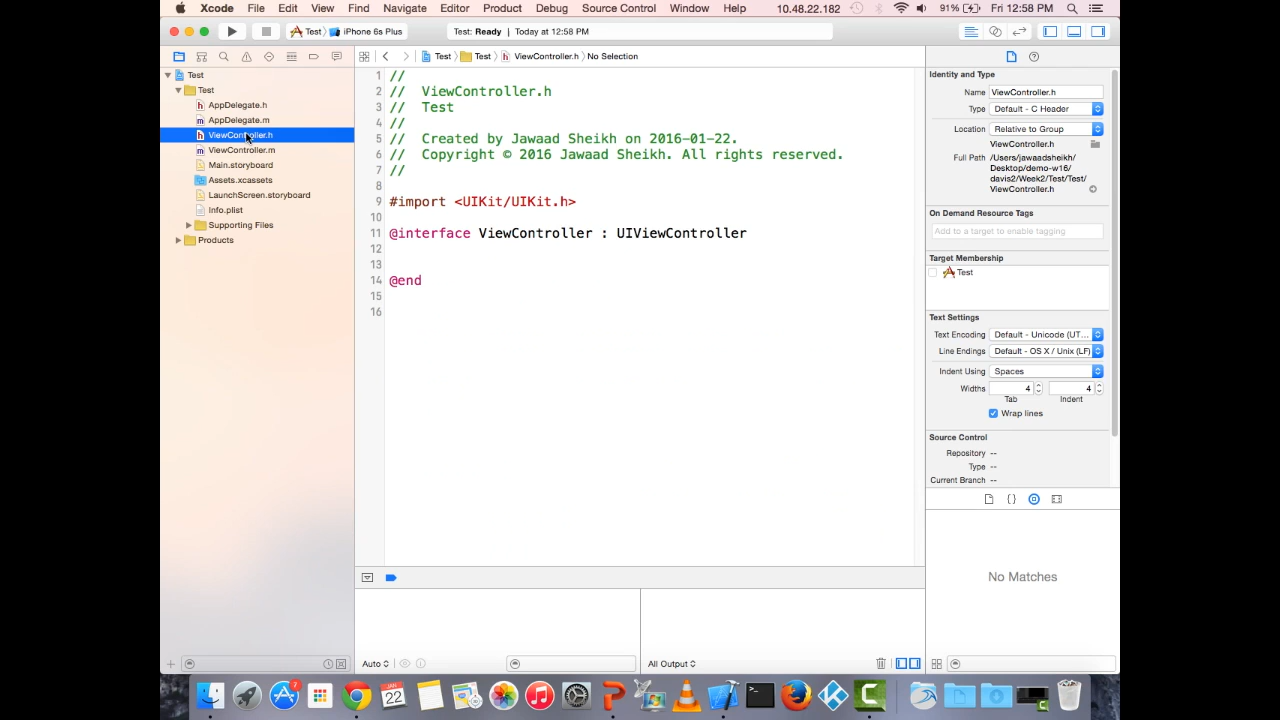 Xcode File Edit View Find Navigate Editor Product Debug Source Control Window Help 10.48.22.182 91% Fri 12:58 PM
Test iPhone 6s Plus Test: Ready | Today at 12:58 PM
Test Test ViewController.h No Selection
Test
Test
AppDelegate.h
AppDelegate.m
ViewController.h
ViewController.m
Main.storyboard
Assets.xcassets
LaunchScreen.storyboard
Info.plist
Supporting Files
Products
1 //
2 // ViewController.h
3 // Test
4 //
5 // Created by Jawaad Sheikh on 2016-01-22.
6 // Copyright © 2016 Jawaad Sheikh. All rights reserved.
7 //
8
9 #import <UIKit/UIKit.h>
10
11 @interface ViewController : UIViewController
12
13
14 @end
15
16
Identity and Type
Name ViewController.h
Type Default - C Header
Location Relative to Group
ViewController.h
Full Path /Users/jawaadsheikh/
Desktop/demo-w16/
davis2/Week2/Test/Test/
ViewController.h
On Demand Resource Tags
Add to a target to enable tagging
Target Membership
Test
Text Settings
Text Encoding Default - Unicode (UT...
Line Endings Default - OS X / Unix (LF)
Indent Using Spaces
Widths 4 4
Tab Indent
Wrap lines
Source Control
Repository --
Type --
Current Branch --
No Matches
Auto All Output
JAN
22
7